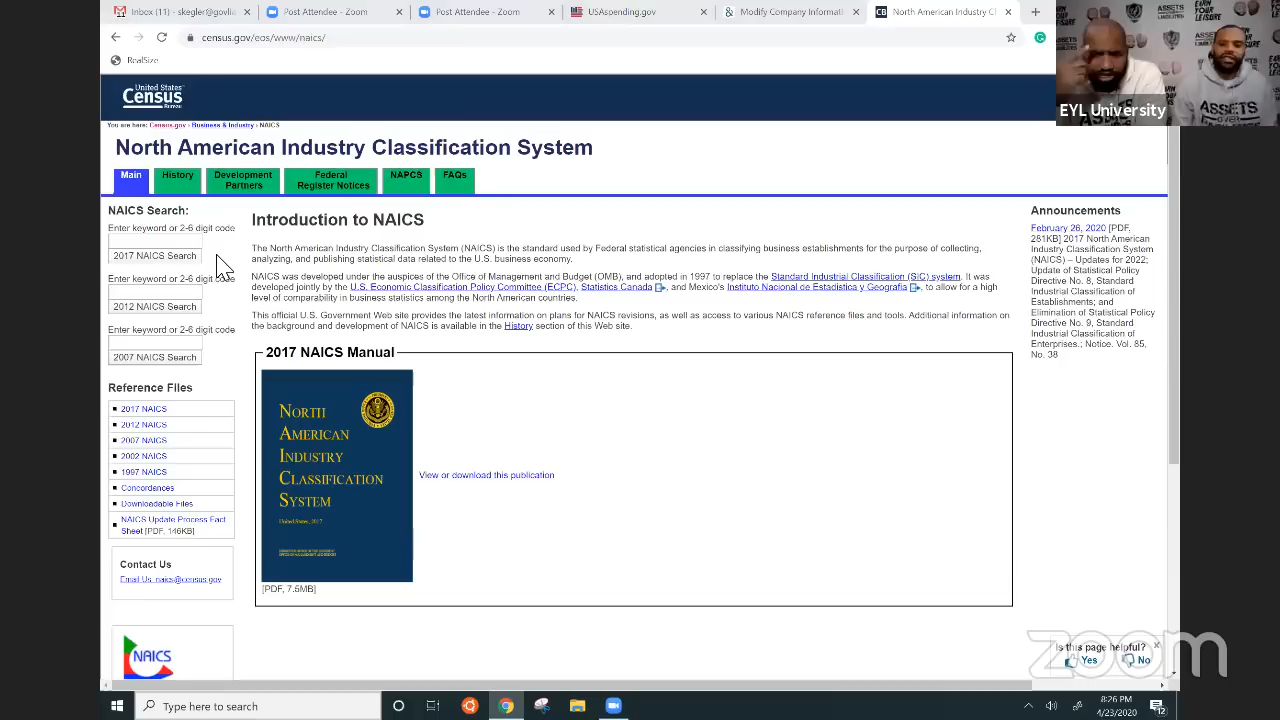 Inbox (2) - skegler@govlia
Post Attendee - Zoom
Post Attendee - Zoom
USAspending.gov
Modify Company Informati
North American Industry Cl
census.gov/eos/www/naics/
RealSize
United States®
Census
Bureau
You are here: Census.gov › Business & Industry › NAICS
North American Industry Classification System
Main
History
Development
Partners
Federal
Register Notices
NAPCS
FAQs
NAICS Search:
Enter keyword or 2-6 digit code
2017 NAICS Search
Enter keyword or 2-6 digit code
2012 NAICS Search
Enter keyword or 2-6 digit code
2007 NAICS Search
Reference Files
2017 NAICS
2012 NAICS
2007 NAICS
2002 NAICS
1997 NAICS
Concordances
Downloadable Files
NAICS Update Process Fact
Sheet [PDF, 146KB]
Contact Us
Email Us: naics@census.gov
NAICS
Introduction to NAICS
The North American Industry Classification System (NAICS) is the standard used by Federal statistical agencies in classifying business establishments for the purpose of collecting,
analyzing, and publishing statistical data related to the U.S. business economy.
NAICS was developed under the auspices of the Office of Management and Budget (OMB), and adopted in 1997 to replace the Standard Industrial Classification (SIC) system. It was
developed jointly by the U.S. Economic Classification Policy Committee (ECPC), Statistics Canada, and Mexico's Instituto Nacional de Estadistica y Geografia, to allow for a high
level of comparability in business statistics among the North American countries.
This official U.S. Government Web site provides the latest information on plans for NAICS revisions, as well as access to various NAICS reference files and tools. Additional information on
the background and development of NAICS is available in the History section of this Web site.
2017 NAICS Manual
NORTH
AMERICAN
INDUSTRY
CLASSIFICATION
SYSTEM
United States, 2017
View or download this publication
[PDF, 7.5MB]
Announcements
February 26, 2020 [PDF,
281KB] 2017 North American
Industry Classification System
(NAICS) – Updates for 2022;
Update of Statistical Policy
Directive No. 8, Standard
Industrial Classification of
Establishments; and
Elimination of Statistical Policy
Directive No. 9, Standard
Industrial Classification of
Enterprises.; Notice. Vol. 85,
No. 38
Is this page helpful?
Yes
No
zoom
EARN
YOUR
LEISURE
ASSETS
EYL University
ASSETS
OVER
Type here to search
8:26 PM
4/23/2020
12